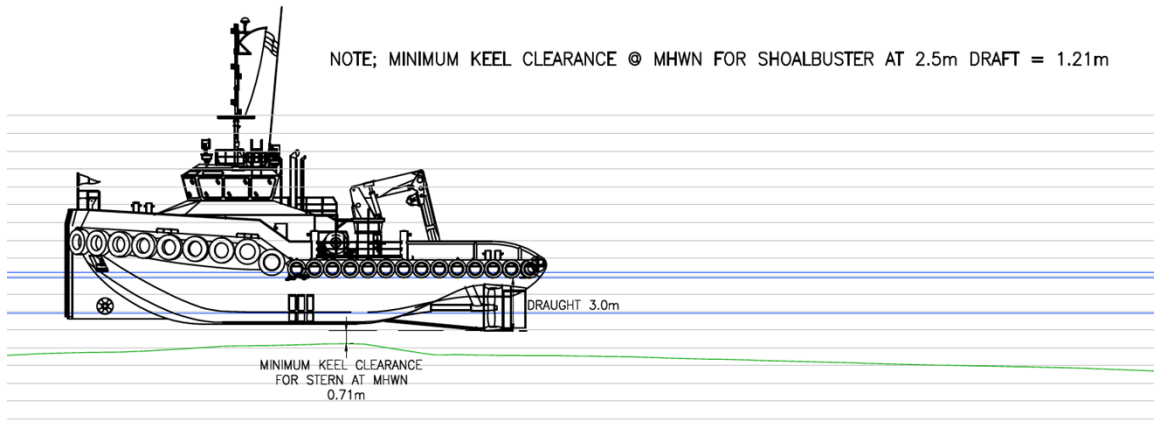 NOTE; MINIMUM KEEL CLEARANCE @ MHWN FOR SHOALBUSTER AT 2.5m DRAFT = 1.21m
DRAUGHT 3.0m
MINIMUM KEEL CLEARANCE
FOR STERN AT MHWN
0.71m